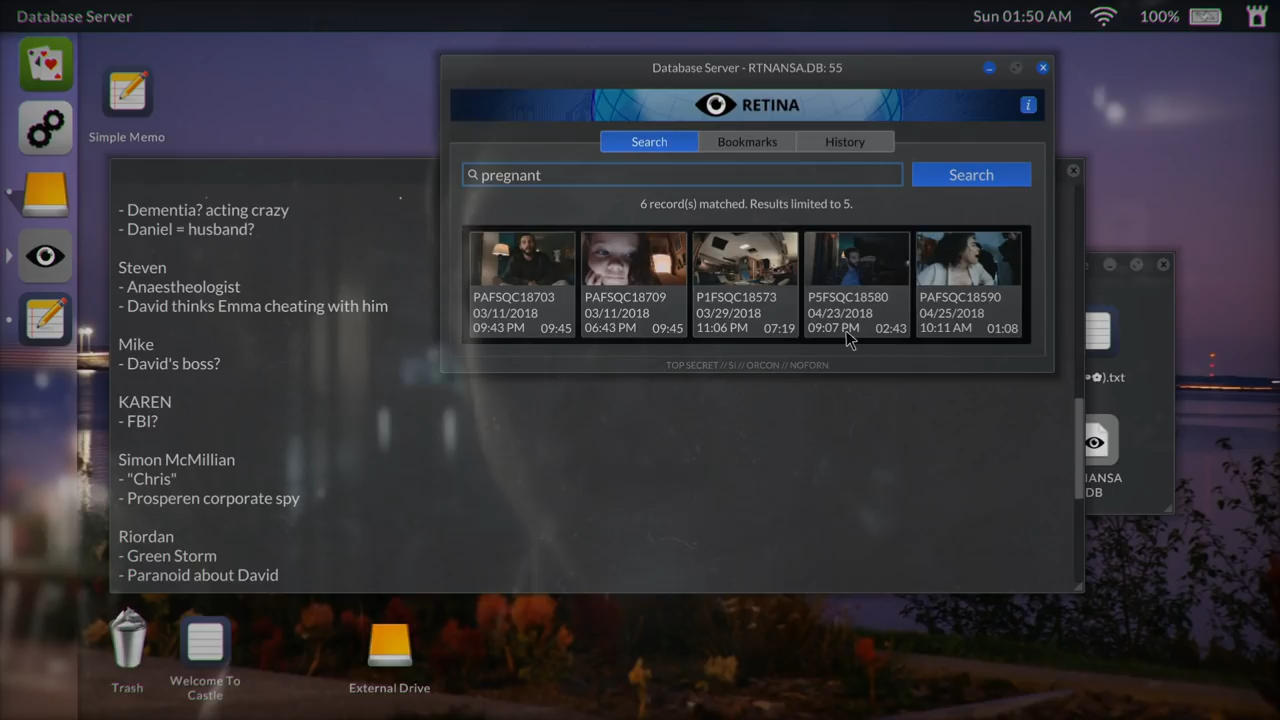 Database Server
Sun 01:50 AM
100%
Simple Memo
Database Server - RTNANSA.DB: 55
RETINA
Search
Bookmarks
History
pregnant
Search
6 record(s) matched. Results limited to 5.
PAFSQC18703
03/11/2018
09:43 PM 09:45
PAFSQC18709
03/11/2018
06:43 PM 09:45
P1FSQC18573
03/29/2018
11:06 PM 07:19
P5FSQC18580
04/23/2018
09:07 PM 02:43
PAFSQC18590
04/25/2018
10:11 AM 01:08
TOP SECRET // SI // ORCON // NOFORN
- Dementia? acting crazy
- Daniel = husband?
Steven
- Anaestheologist
- David thinks Emma cheating with him
Mike
- David's boss?
KAREN
- FBI?
Simon McMillian
- "Chris"
- Prosperen corporate spy
Riordan
- Green Storm
- Paranoid about David
✿).txt
NANSA
DB
Trash
Welcome To
Castle
External Drive